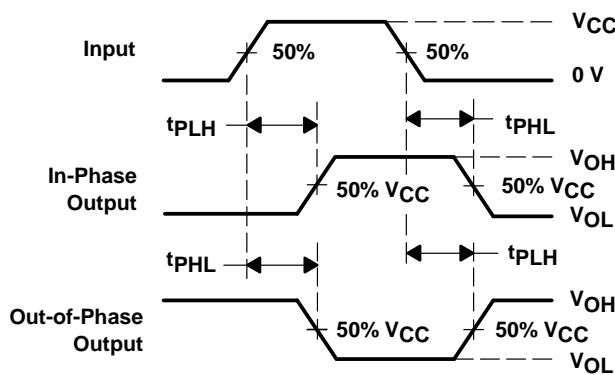 VCC
Input
50%
50%
0 V
tPLH
tPHL
VOH
In-Phase
Output
50% VCC
50% VCC
VOL
tPHL
tPLH
VOH
Out-of-Phase
Output
50% VCC
50% VCC
VOL